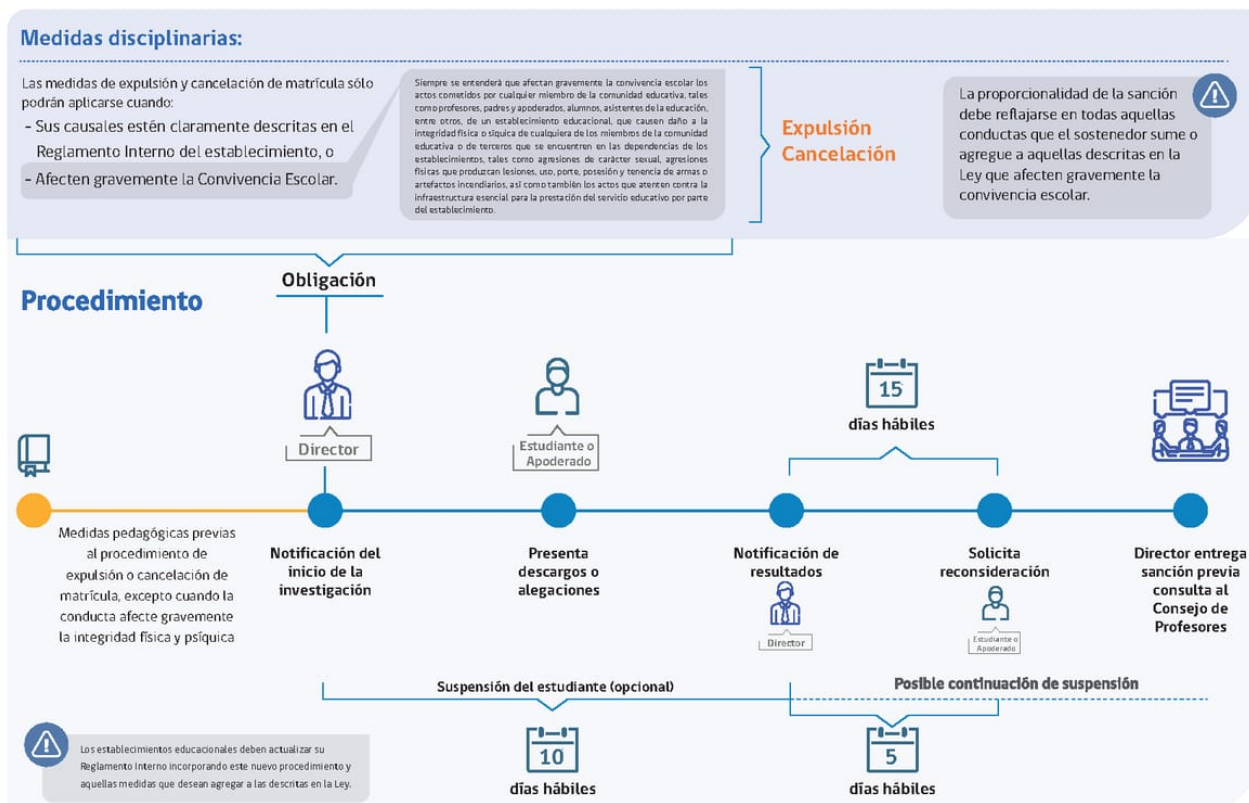 Medidas disciplinarias:
Las medidas de expulsión y cancelación de matrícula sólo
podrán aplicarse cuando:
- Sus causales estén claramente descritas en el
Reglamento Interno del establecimiento, o
- Afecten gravemente la Convivencia Escolar.
Siempre se entenderá que afectan gravemente la convivencia escolar los
actos cometidos por cualquier miembro de la comunidad educativa, tales
como profesores, padres y apoderados, alumnos, asistentes de la educación,
entre otros, de un establecimiento educacional, que causen daño a la
integridad física o síquica de cualquiera de los miembros de la comunidad
educativa o de terceros que se encuentren en las dependencias de los
establecimientos, tales como agresiones de carácter sexual, agresiones
físicas que produzcan lesiones, uso, porte, posesión y tenencia de armas o
artefactos incendiarios, así como también los actos que atenten contra la
infraestructura esencial para la prestación del servicio educativo por parte
del establecimiento.
Expulsión
Cancelación
La proporcionalidad de la sanción
debe reflajarse en todas aquellas
conductas que el sostenedor sume o
agregue a aquellas descritas en la
Ley que afecten gravemente la
convivencia escolar.
Obligación
Procedimiento
Director
Estudiante o
Apoderado
15
días hábiles
Medidas pedagógicas previas
al procedimiento de
expulsión o cancelación de
matrícula, excepto cuando la
conducta afecte gravemente
la integridad física y psíquica
Notificación del
inicio de la
investigación
Presenta
descargos o
alegaciones
Notificación de
resultados
Director
Solicita
reconsideración
Estudiante o
Apoderado
Director entrega
sanción previa
consulta al
Consejo de
Profesores
Suspensión del estudiante (opcional)
Posible continuación de suspensión
10
días hábiles
5
días hábiles
Los establecimientos educacionales deben actualizar su
Reglamento Interno incorporando este nuevo procedimiento y
aquellas medidas que desean agregar a las descritas en la Ley.